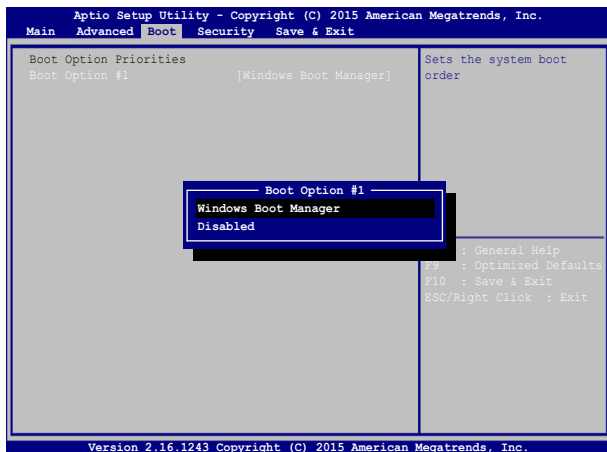 Aptio Setup Utility - Copyright (C) 2015 American Megatrends, Inc.
Main Advanced Boot Security Save & Exit
Boot Option Priorities
Boot Option #1 [Windows Boot Manager]
Sets the system boot
order
Boot Option #1
Windows Boot Manager
Disabled
: General Help
F9 : Optimized Defaults
F10 : Save & Exit
ESC/Right Click : Exit
Version 2.16.1243 Copyright (C) 2015 American Megatrends, Inc.